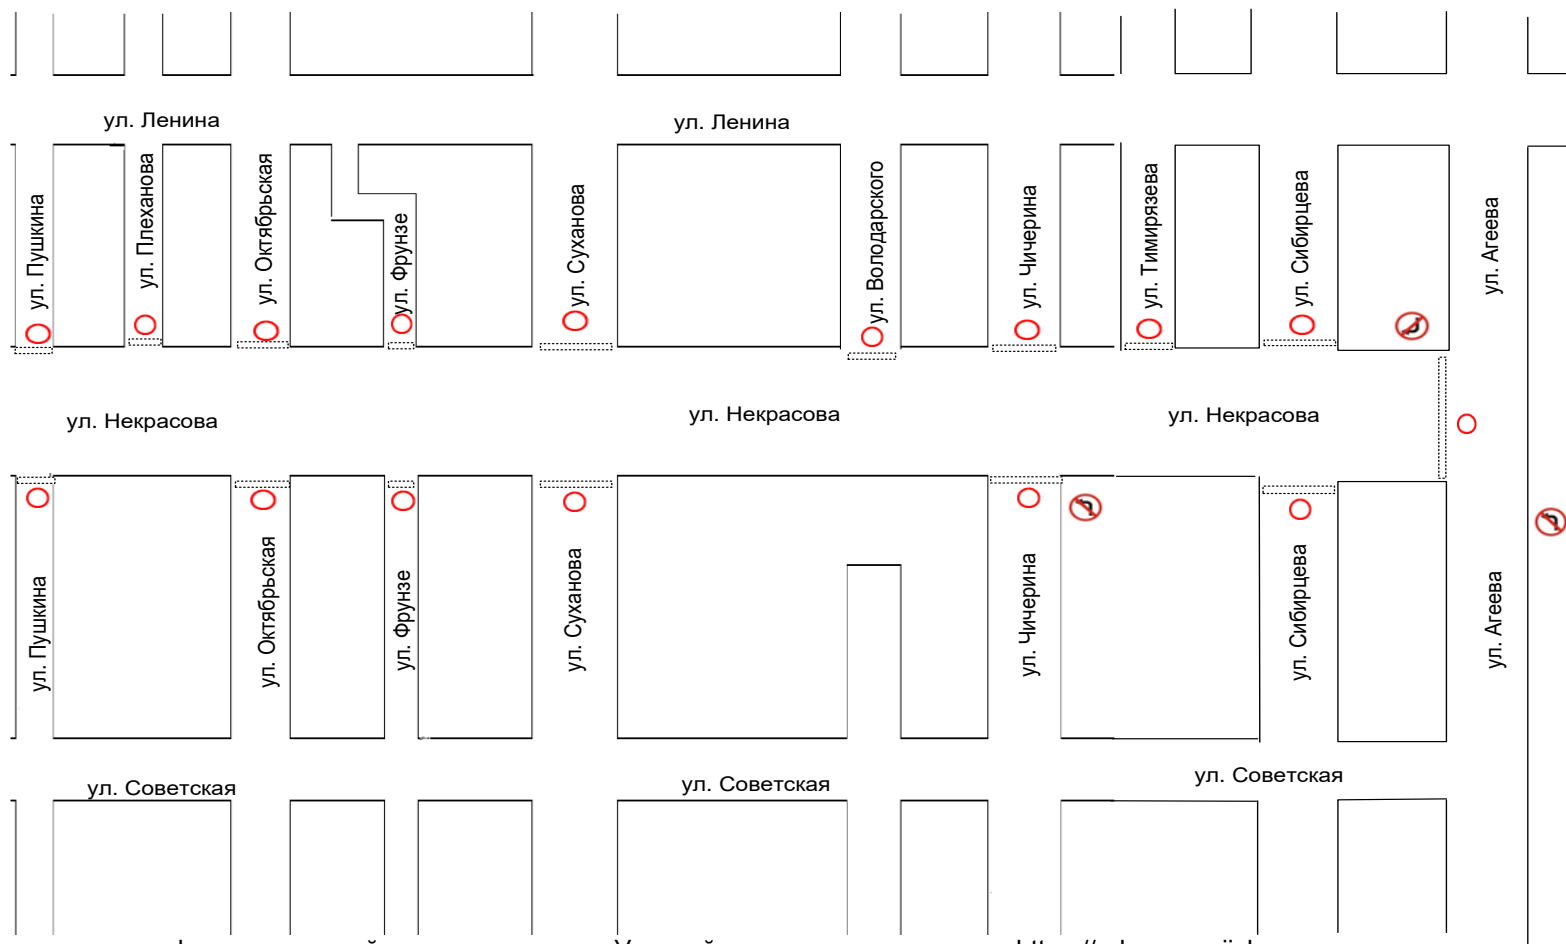 ул. Ленина
ул. Ленина
ул. Пушкина
ул. Плеханова
ул. Октябрьская
ул. Фрунзе
ул. Суханова
ул. Володарского
ул. Чичерина
ул. Тимирязева
ул. Сибирцева
ул. Агеева
ул. Некрасова
ул. Некрасова
ул. Некрасова
ул. Пушкина
ул. Октябрьская
ул. Фрунзе
ул. Суханова
ул. Чичерина
ул. Сибирцева
ул. Агеева
ул. Советская
ул. Советская
ул. Советская